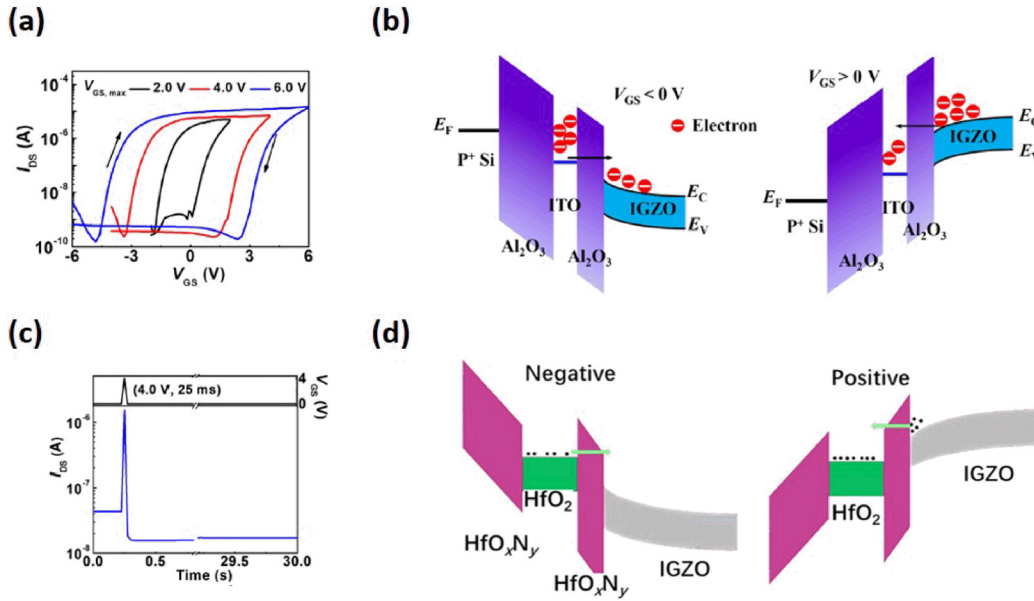 (a)
V_GS, max 2.0 V 4.0 V 6.0 V
10⁻⁴
10⁻⁶
10⁻⁸
10⁻¹⁰
I_DS (A)
-6 -3 0 3 6
V_GS (V)
(b)
V_GS < 0 V
Electron
E_F
P⁺ Si
ITO
IGZO
E_C
E_V
Al₂O₃
Al₂O₃
V_GS > 0 V
IGZO
E_F
P⁺ Si
ITO
Al₂O₃
Al₂O₃
(c)
(4.0 V, 25 ms)
4
0
V_GS (V)
10⁻⁶
10⁻⁷
10⁻⁸
I_DS (A)
0.0 0.5 29.5 30.0
Time (s)
(d)
Negative
HfO₂
HfOₓN_y
HfOₓN_y
IGZO
Positive
IGZO
HfO₂